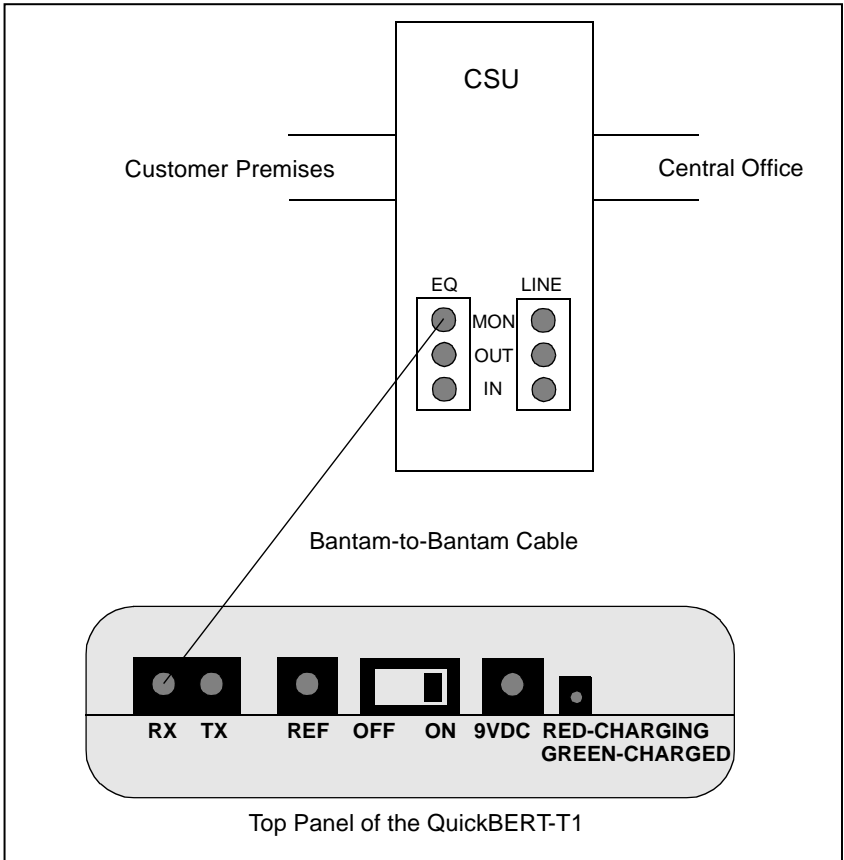 CSU
Customer Premises
Central Office
EQ LINE
MON
OUT
IN
Bantam-to-Bantam Cable
RX TX REF OFF ON 9VDC RED-CHARGING
GREEN-CHARGED
Top Panel of the QuickBERT-T1